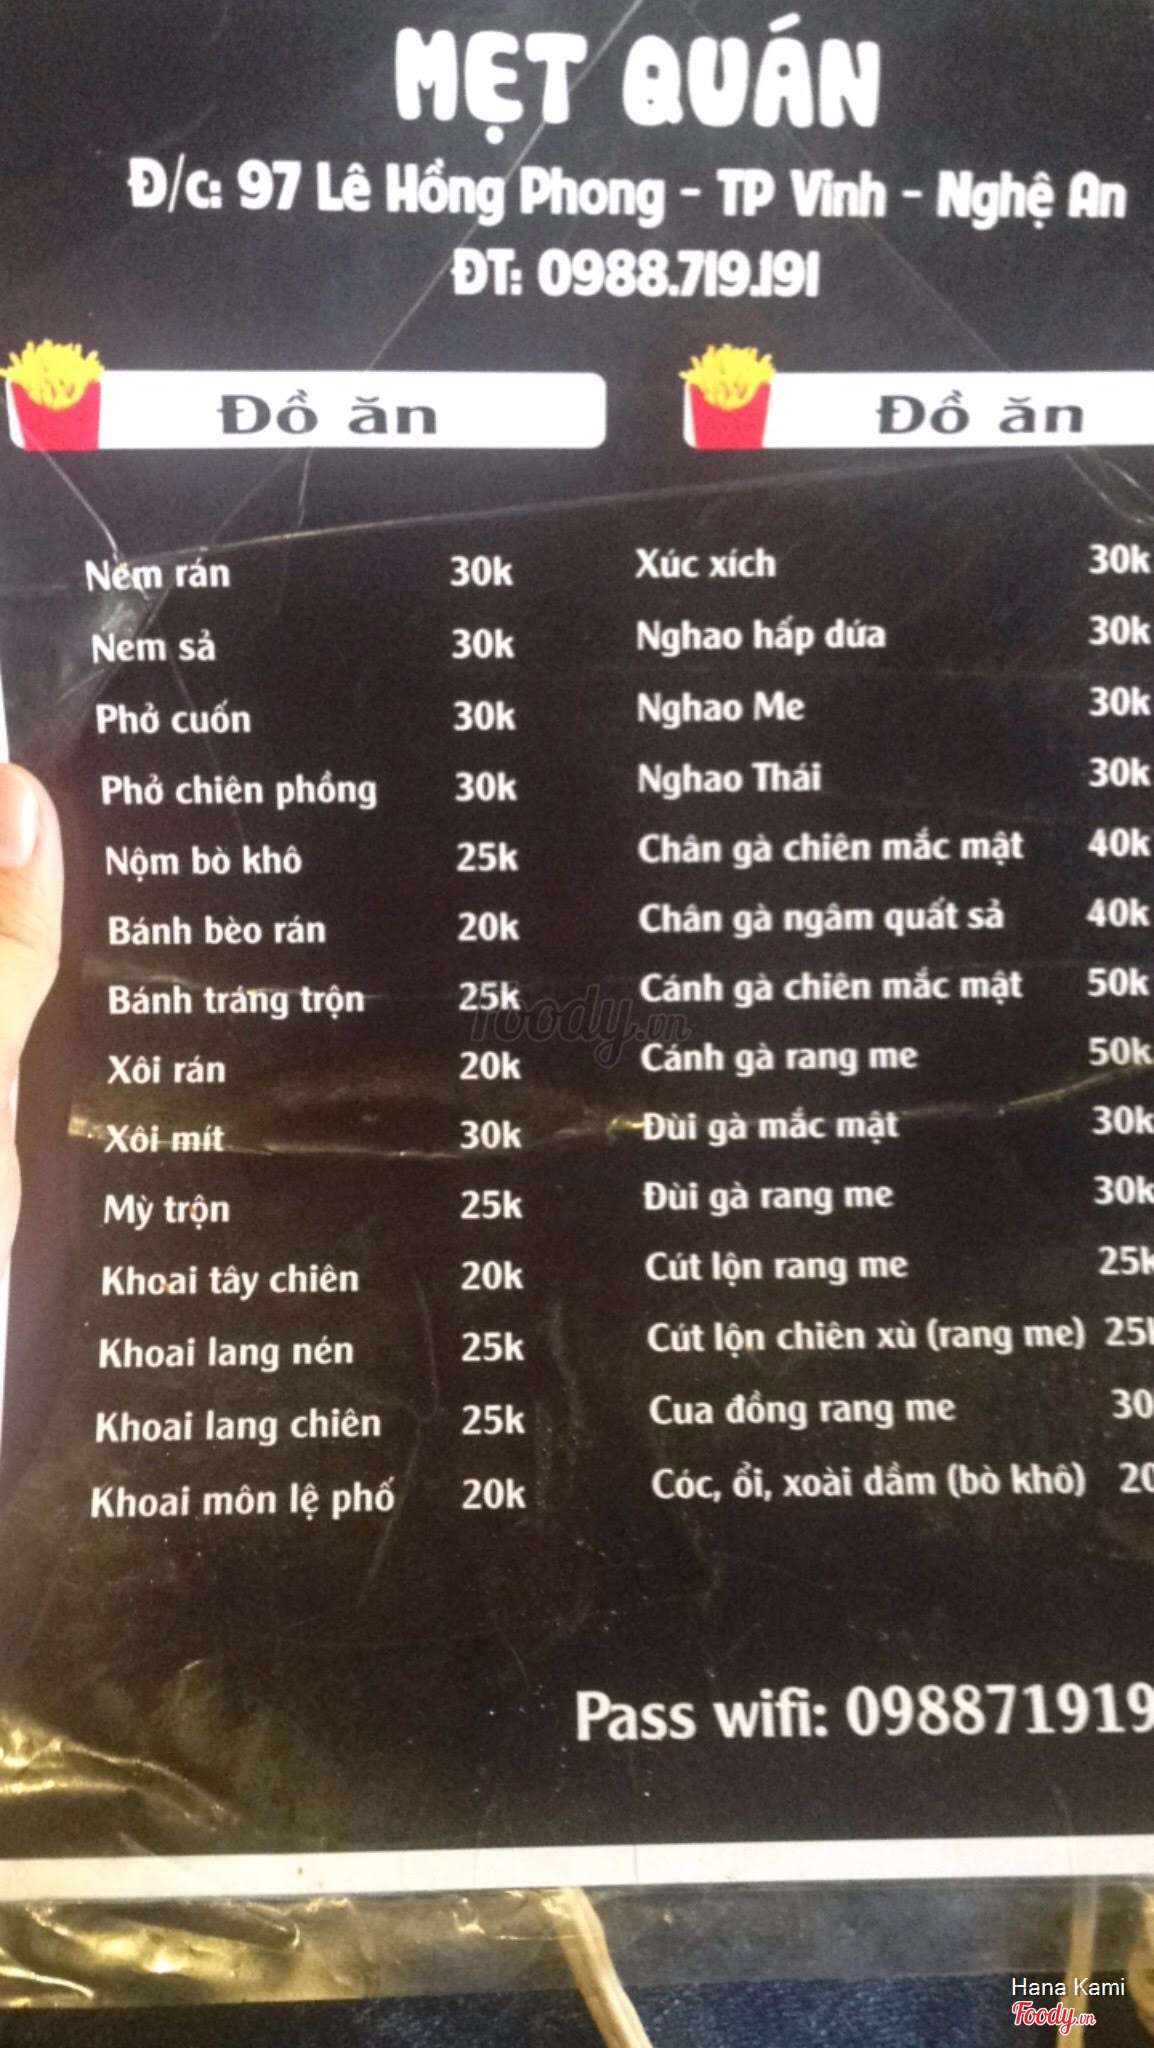 MẸT QUÁN
Đ/c: 97 Lê Hồng Phong - TP Vinh - Nghệ An
ĐT: 0988.719.191
Đồ ăn
Nem rán 30k
Nem sả 30k
Phở cuốn 30k
Phở chiên phồng 30k
Nộm bò khô 25k
Bánh bèo rán 20k
Bánh tráng trộn 25k
Xôi rán 20k
Xôi mít 30k
Mỳ trộn 25k
Khoai tây chiên 20k
Khoai lang nén 25k
Khoai lang chiên 25k
Khoai môn lệ phố 20k
Đồ ăn
Xúc xích 30k
Nghao hấp dứa 30k
Nghao Me 30k
Nghao Thái 30k
Chân gà chiên mắc mật 40k
Chân gà ngâm quất sả 40k
Cánh gà chiên mắc mật 50k
Cánh gà rang me 50k
Đùi gà mắc mật 30k
Đùi gà rang me 30k
Cút lộn rang me 25k
Cút lộn chiên xù (rang me) 25k
Cua đồng rang me 30
Cóc, ổi, xoài dầm (bò khô) 20
Pass wifi: 098871919
foody.vn
Hana Kami
Foody.vn